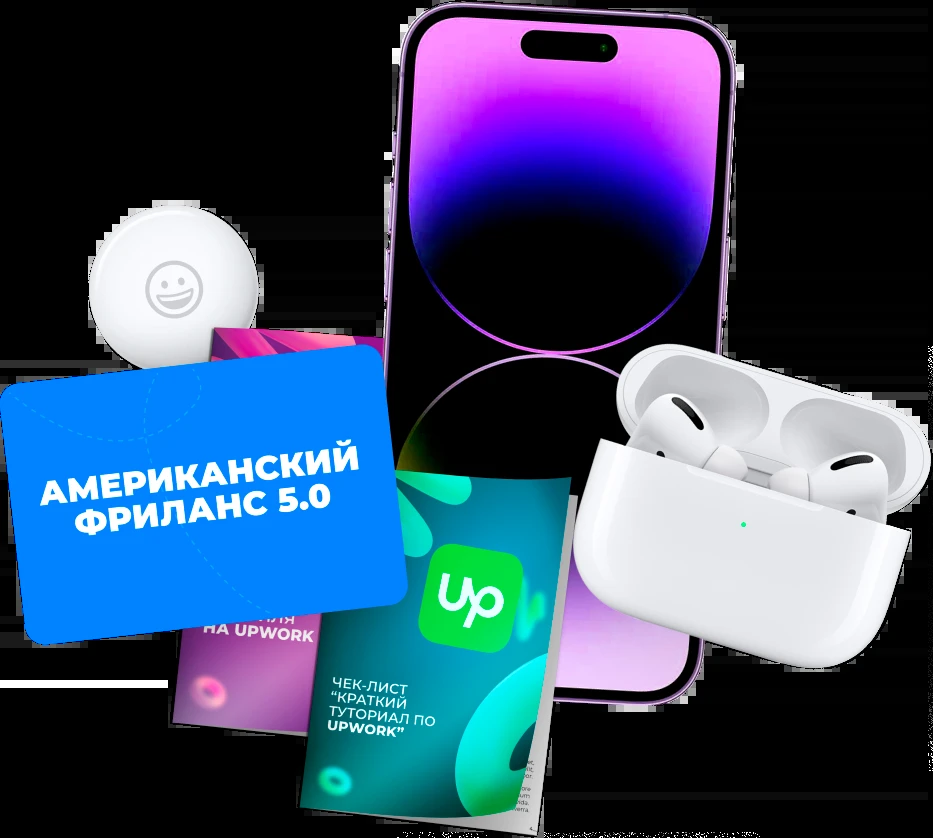 АМЕРИКАНСКИЙ
ФРИЛАНС 5.0
НА UPWORK
up
ЧЕК-ЛИСТ
“КРАТКИЙ
ТУТОРИАЛ ПО
UPWORK”